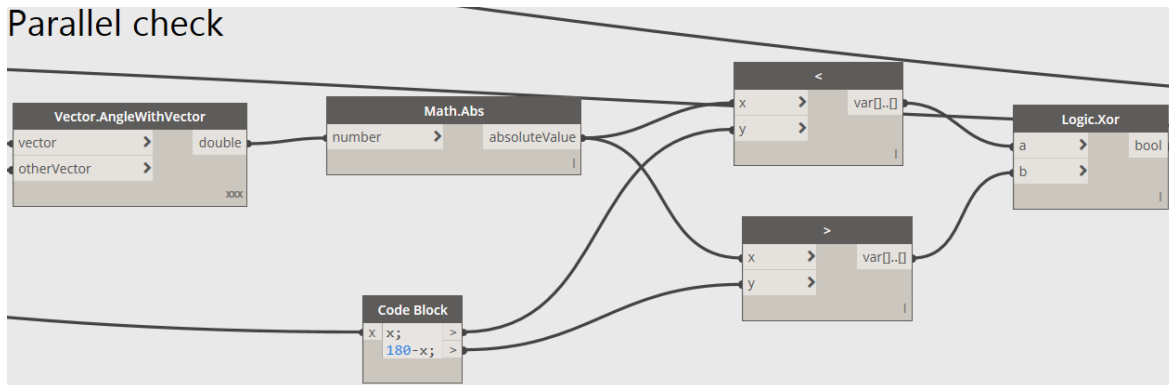 Parallel check
Vector.AngleWithVector
vector > double
otherVector >
xxx
Math.Abs
number > absoluteValue
l
<
x > var[]..[]
y >
l
Logic.Xor
a > bool
b >
l
>
x > var[]..[]
y >
l
Code Block
x x; >
180-x; >